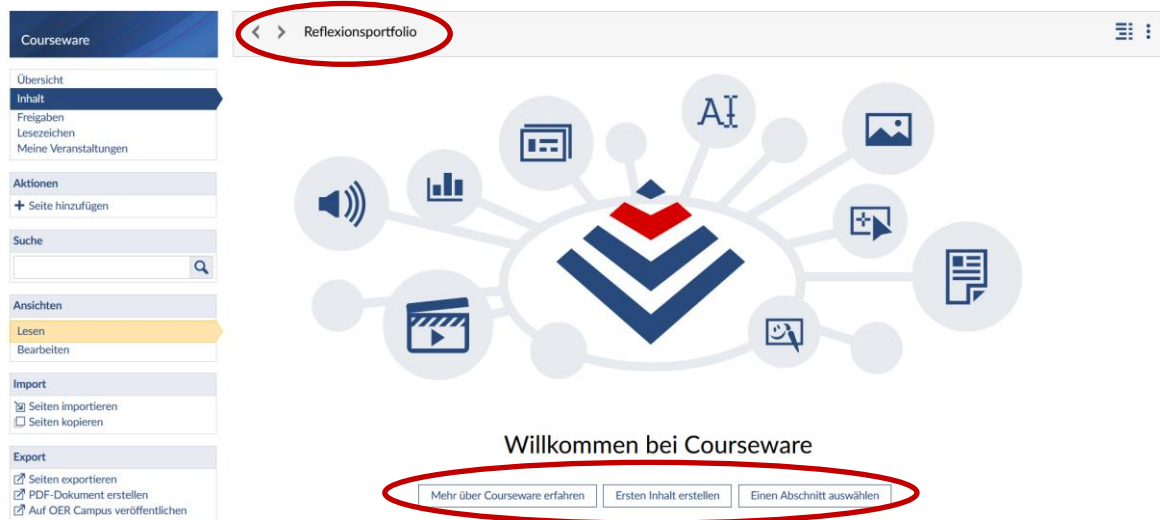 Courseware
Reflexionsportfolio
Übersicht
Inhalt
Freigaben
Lesezeichen
Meine Veranstaltungen
Aktionen
+ Seite hinzufügen
Suche
Ansichten
Lesen
Bearbeiten
Import
Seiten importieren
Seiten kopieren
Export
Seiten exportieren
PDF-Dokument erstellen
Auf OER Campus veröffentlichen
A
Willkommen bei Courseware
Mehr über Courseware erfahren
Ersten Inhalt erstellen
Einen Abschnitt auswählen